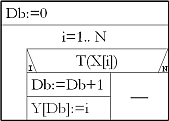 Db:=0
i=1.. N
T(X[i])
I
N
Db:=Db+1
Y[Db]:=i
—